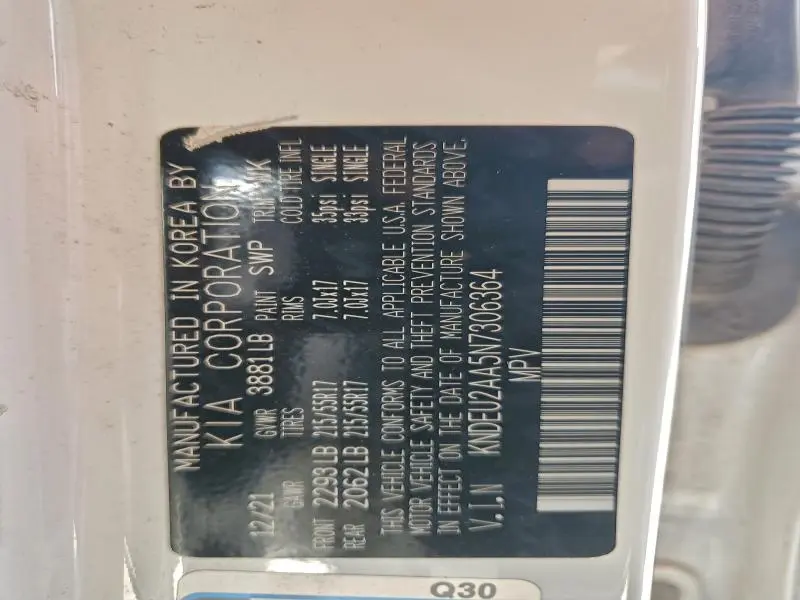 MANUFACTURED IN KOREA BY
KIA CORPORATION
12/21 GVWR 3881LB PAINT SWP TRIM WK
GAWR TIRES RIMS COLD TIRE INFL
FRONT 2293LB 215/55R17 7.0Jx17 35psi SINGLE
REAR 2062LB 215/55R17 7.0Jx17 33psi SINGLE
THIS VEHICLE CONFORMS TO ALL APPLICABLE U.S.A. FEDERAL
MOTOR VEHICLE SAFETY AND THEFT PREVENTION STANDARDS
IN EFFECT ON THE DATE OF MANUFACTURE SHOWN ABOVE.
V.I.N KNDEU2AA5N7306364
MPV
Q30